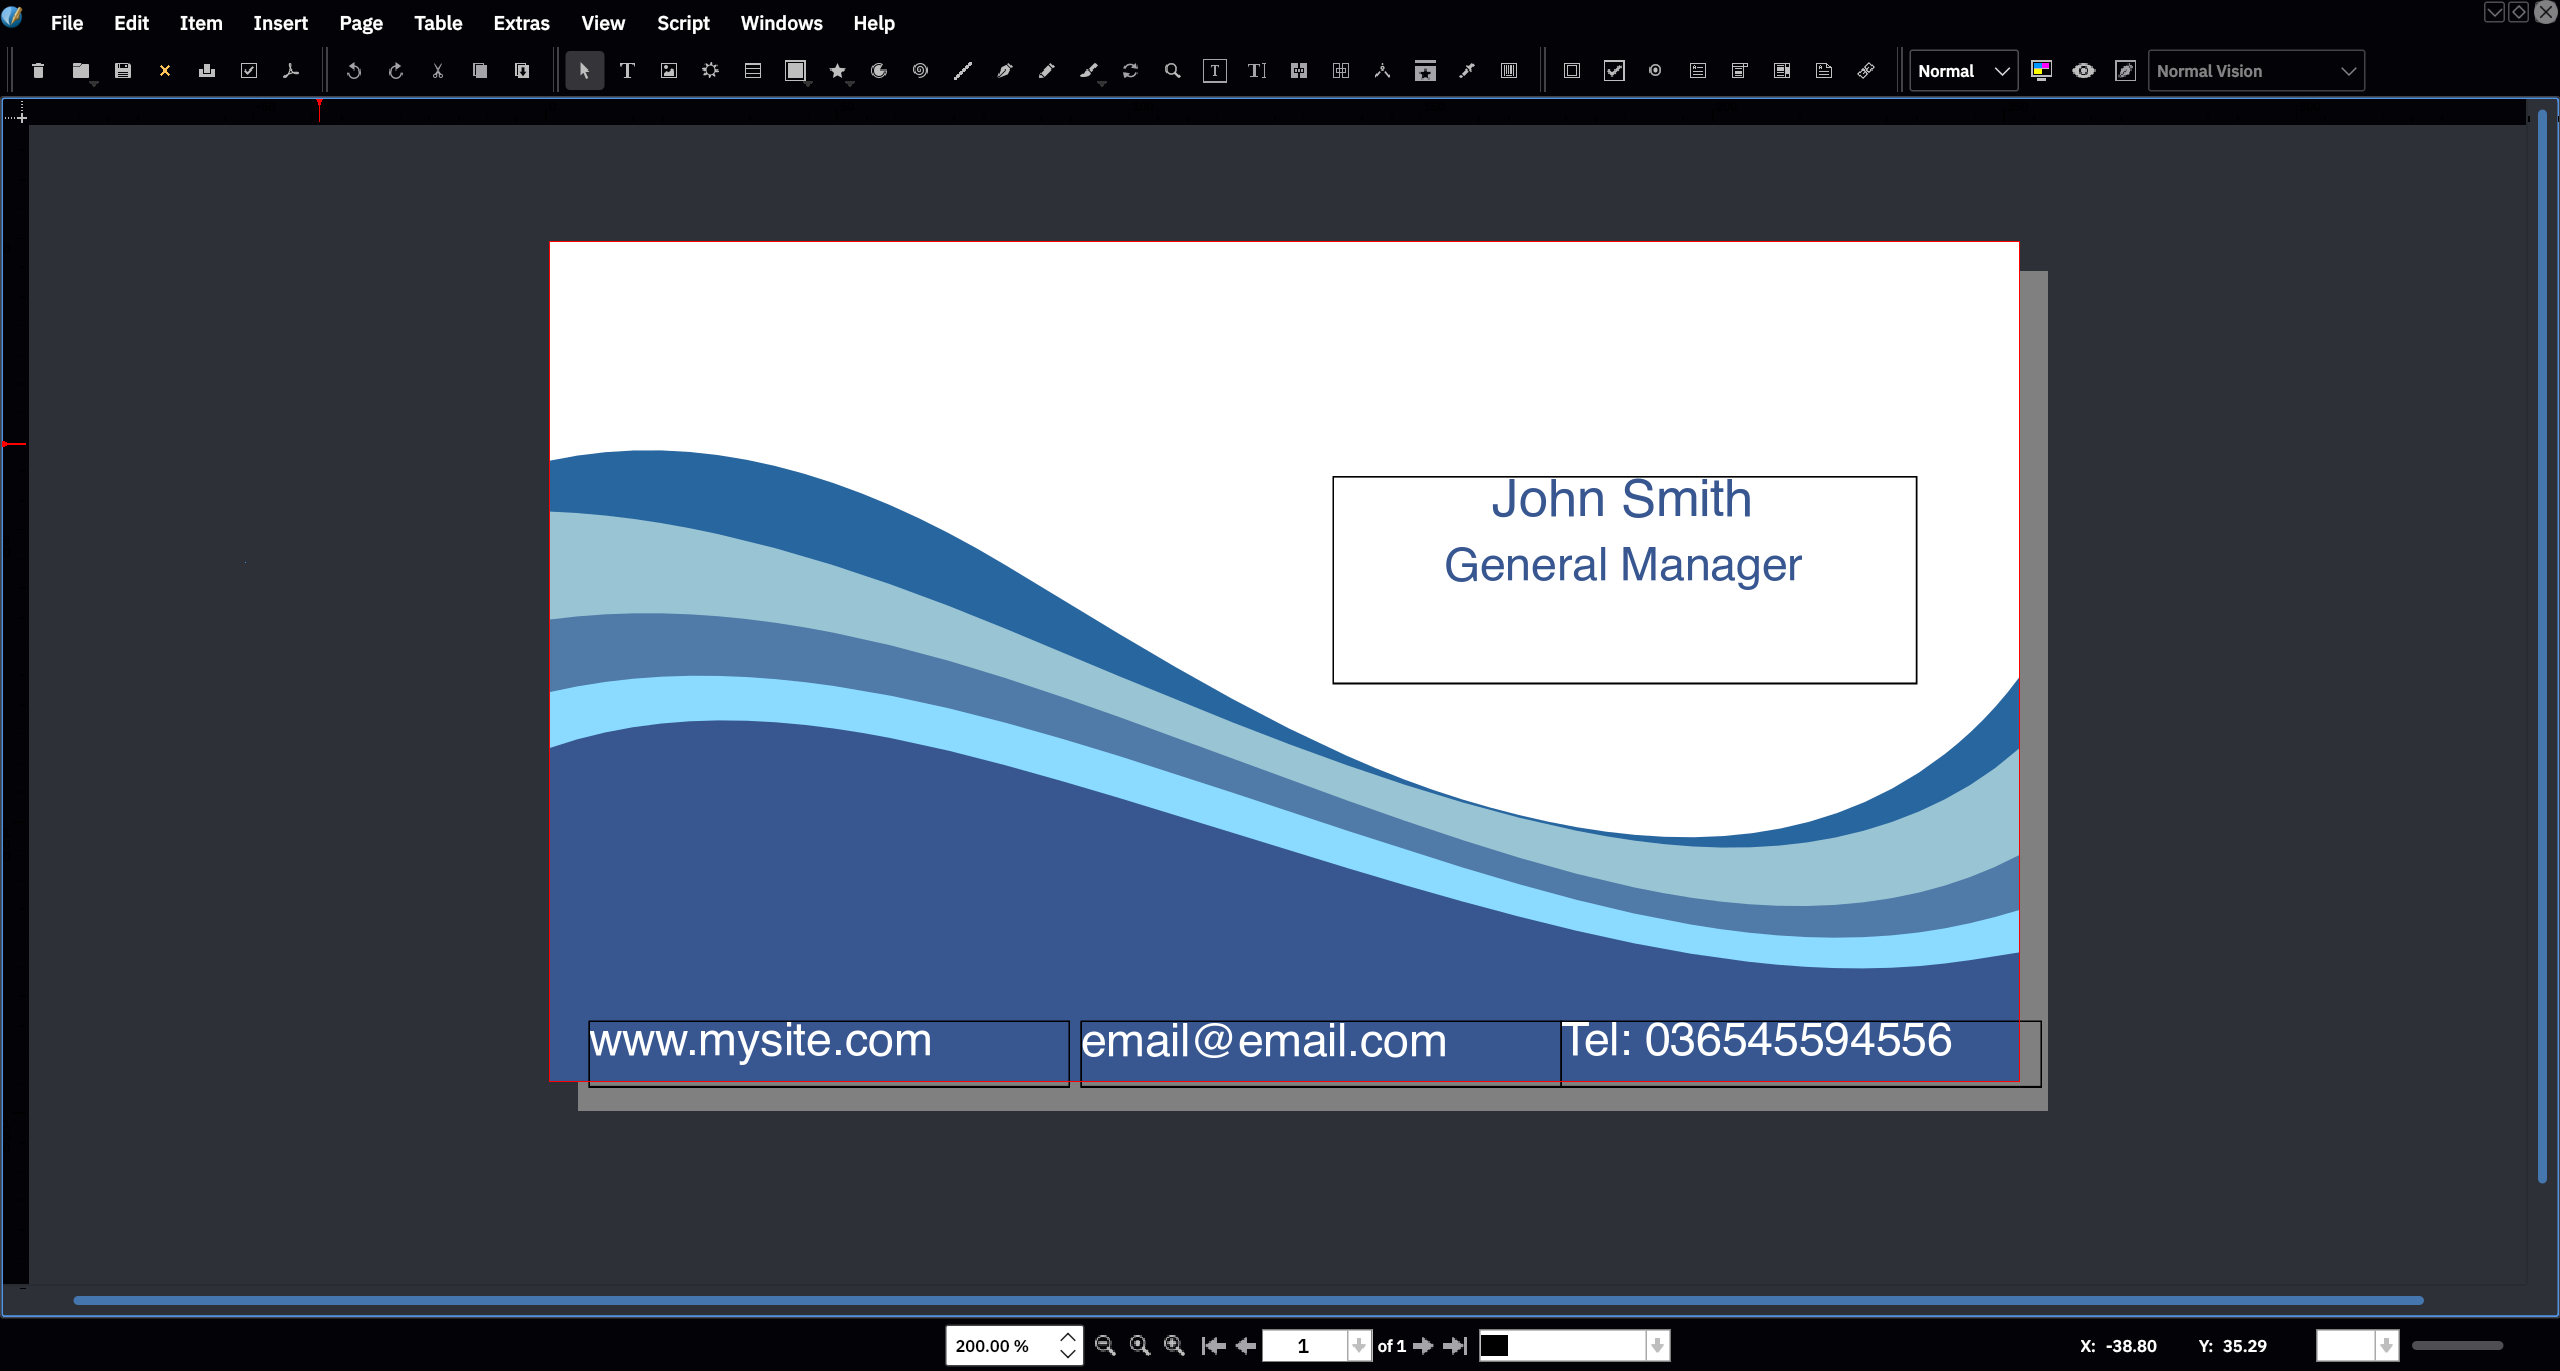 File Edit Item Insert Page Table Extras View Script Windows Help
Normal Normal Vision
John Smith
General Manager
www.mysite.com email@email.com Tel: 036545594556
200.00 % 1 of 1 X: -38.80 Y: 35.29